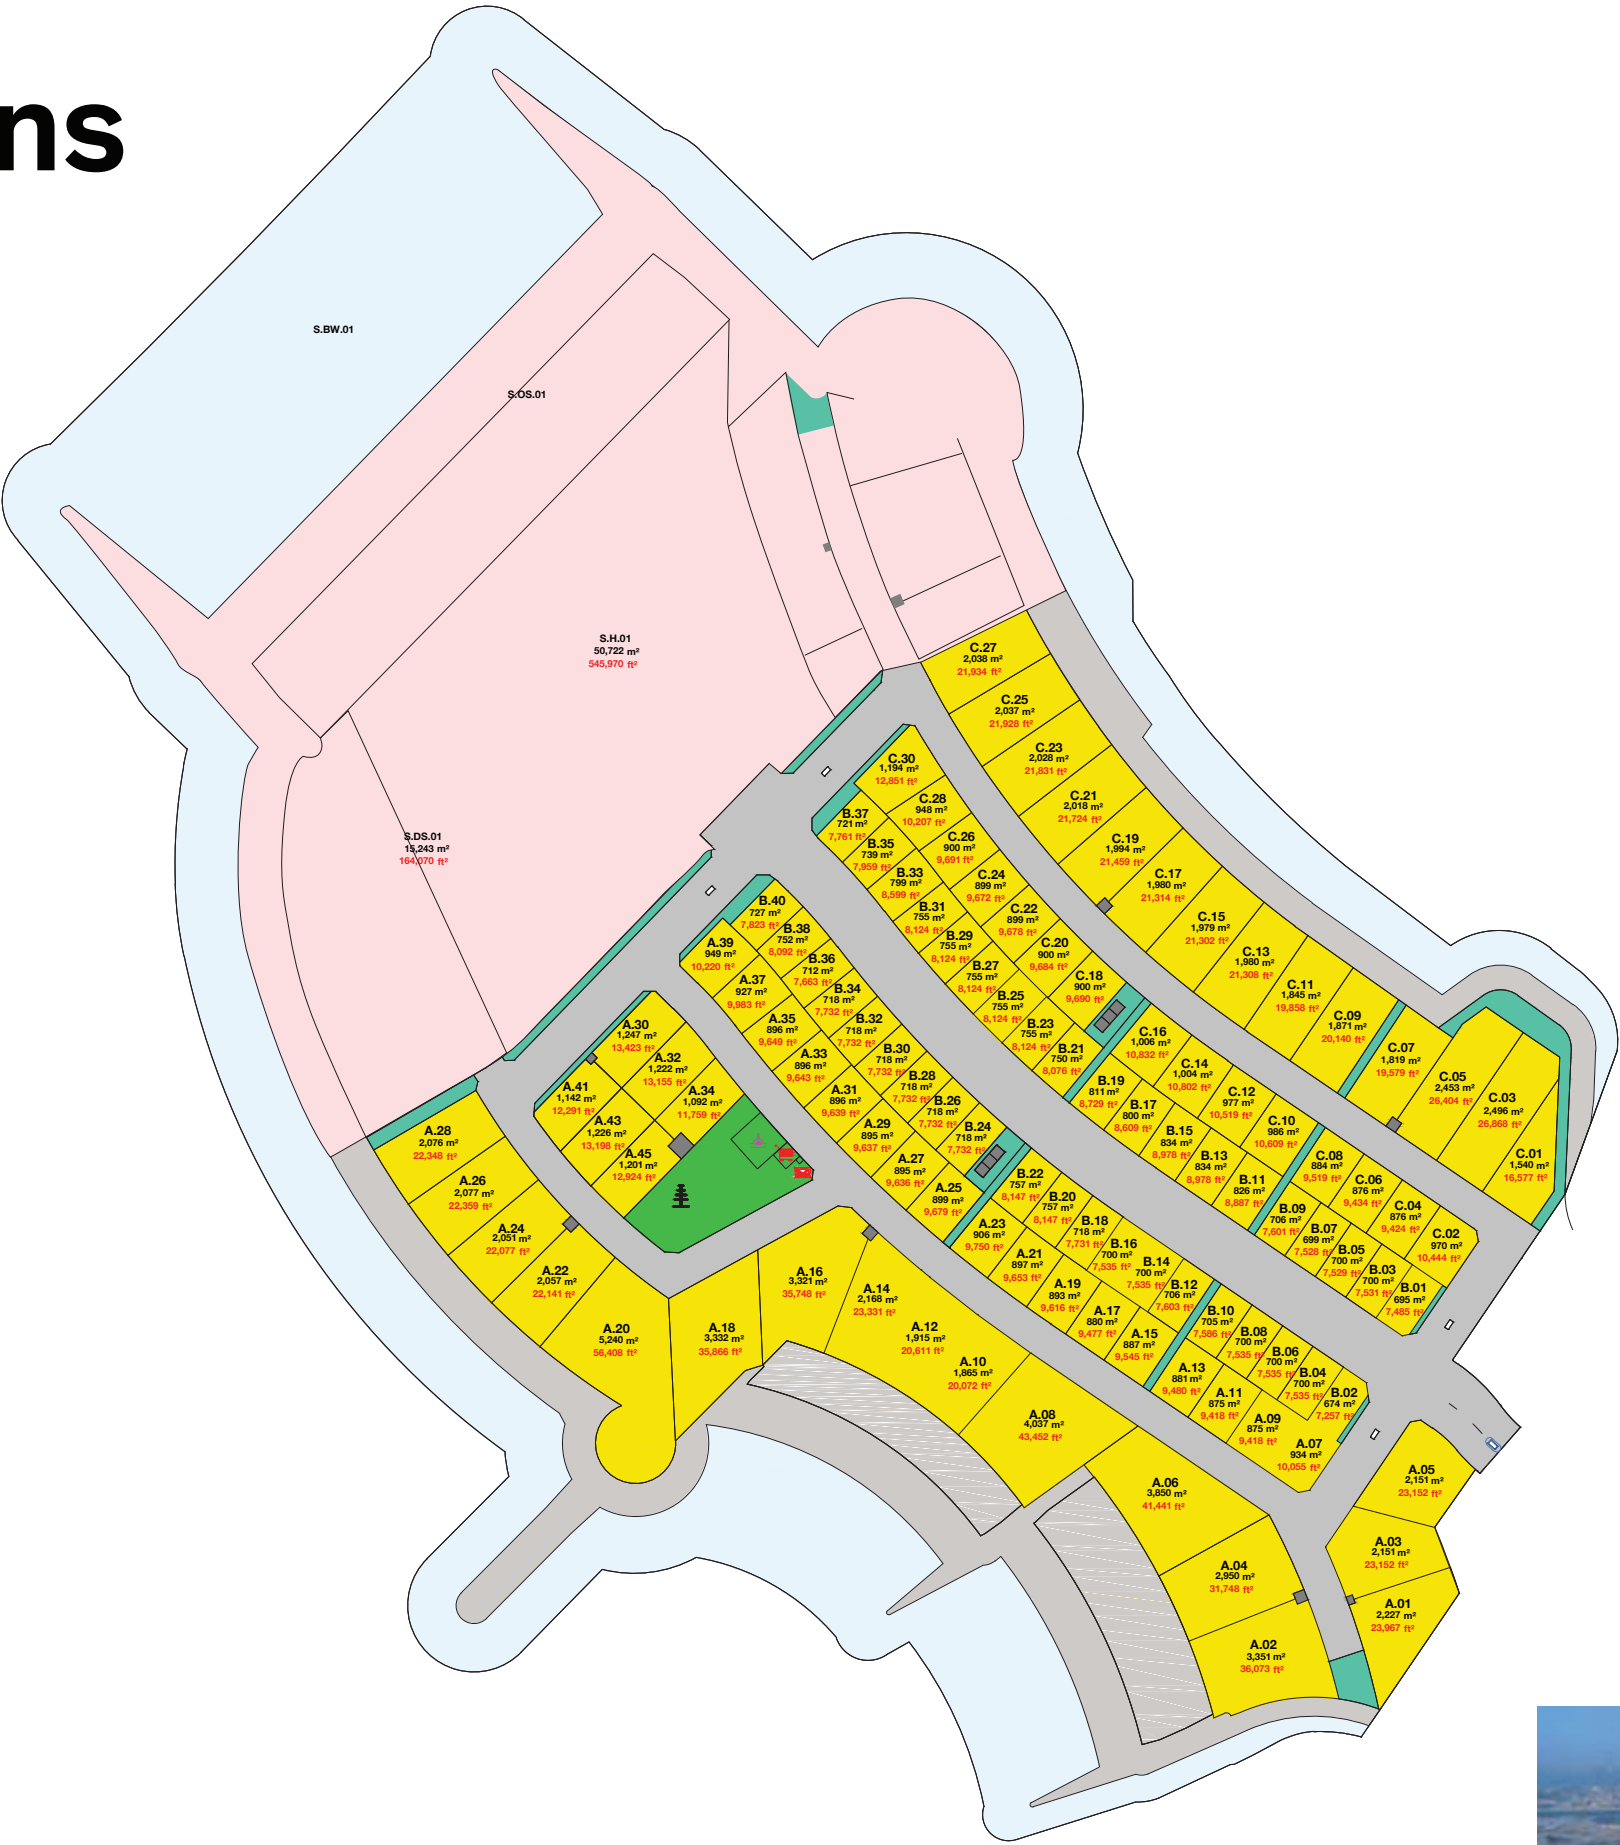 ns
S.BW.01
S.OS.01
S.H.01
50,722 m²
545,970 ft²
S.DS.01
15,243 m²
164,070 ft²
C.27
2,038 m²
21,934 ft²
C.25
2,037 m²
21,928 ft²
C.23
2,028 m²
21,831 ft²
C.21
2,018 m²
21,724 ft²
C.19
1,994 m²
21,459 ft²
C.17
1,980 m²
21,314 ft²
C.15
1,979 m²
21,302 ft²
C.13
1,980 m²
21,308 ft²
C.11
1,845 m²
19,858 ft²
C.09
1,871 m²
20,140 ft²
C.07
1,819 m²
19,579 ft²
C.05
2,453 m²
26,404 ft²
C.03
2,496 m²
26,868 ft²
C.01
1,540 m²
16,577 ft²
C.30
1,194 m²
12,851 ft²
C.28
948 m²
10,207 ft²
C.26
900 m²
9,691 ft²
C.24
899 m²
9,672 ft²
C.22
899 m²
9,678 ft²
C.20
900 m²
9,684 ft²
C.18
900 m²
9,690 ft²
C.16
1,006 m²
10,832 ft²
C.14
1,004 m²
10,802 ft²
C.12
977 m²
10,519 ft²
C.10
986 m²
10,609 ft²
C.08
884 m²
9,519 ft²
C.06
876 m²
9,434 ft²
C.04
876 m²
9,424 ft²
C.02
970 m²
10,444 ft²
B.37
721 m²
7,761 ft²
B.35
739 m²
7,959 ft²
B.33
799 m²
8,599 ft²
B.31
755 m²
8,124 ft²
B.29
755 m²
8,124 ft²
B.27
755 m²
8,124 ft²
B.25
755 m²
8,124 ft²
B.23
755 m²
8,124 ft²
B.21
750 m²
8,076 ft²
B.19
811 m²
8,729 ft²
B.17
800 m²
8,609 ft²
B.15
834 m²
8,978 ft²
B.13
834 m²
8,978 ft²
B.11
826 m²
8,887 ft²
B.09
706 m²
7,601 ft²
B.07
699 m²
7,528 ft²
B.05
700 m²
7,529 ft²
B.03
700 m²
7,531 ft²
B.01
695 m²
7,485 ft²
B.40
727 m²
7,823 ft²
B.38
752 m²
8,092 ft²
B.36
712 m²
7,663 ft²
B.34
718 m²
7,732 ft²
B.32
718 m²
7,732 ft²
B.30
718 m²
7,732 ft²
B.28
718 m²
7,732 ft²
B.26
718 m²
7,732 ft²
B.24
718 m²
7,732 ft²
B.22
757 m²
8,147 ft²
B.20
757 m²
8,147 ft²
B.18
718 m²
7,731 ft²
B.16
700 m²
7,535 ft²
B.14
700 m²
7,535 ft²
B.12
706 m²
7,603 ft²
B.10
705 m²
7,586 ft²
B.08
700 m²
7,535 ft²
B.06
700 m²
7,535 ft²
B.04
700 m²
7,535 ft²
B.02
674 m²
7,257 ft²
A.39
949 m²
10,220 ft²
A.37
927 m²
9,983 ft²
A.35
896 m²
9,649 ft²
A.33
896 m²
9,643 ft²
A.31
896 m²
9,639 ft²
A.29
895 m²
9,637 ft²
A.27
895 m²
9,636 ft²
A.25
899 m²
9,679 ft²
A.23
906 m²
9,750 ft²
A.21
897 m²
9,653 ft²
A.19
893 m²
9,616 ft²
A.17
880 m²
9,477 ft²
A.15
887 m²
9,545 ft²
A.13
881 m²
9,480 ft²
A.11
875 m²
9,418 ft²
A.09
875 m²
9,418 ft²
A.07
934 m²
10,055 ft²
A.30
1,247 m²
13,423 ft²
A.32
1,222 m²
13,155 ft²
A.34
1,092 m²
11,759 ft²
A.41
1,142 m²
12,291 ft²
A.43
1,226 m²
13,198 ft²
A.45
1,201 m²
12,924 ft²
A.28
2,076 m²
22,348 ft²
A.26
2,077 m²
22,359 ft²
A.24
2,051 m²
22,077 ft²
A.22
2,057 m²
22,141 ft²
A.20
5,240 m²
56,408 ft²
A.18
3,332 m²
35,866 ft²
A.16
3,321 m²
35,748 ft²
A.14
2,168 m²
23,331 ft²
A.12
1,915 m²
20,611 ft²
A.10
1,865 m²
20,072 ft²
A.08
4,037 m²
43,452 ft²
A.06
3,850 m²
41,441 ft²
A.04
2,950 m²
31,748 ft²
A.02
3,351 m²
36,073 ft²
A.05
2,151 m²
23,152 ft²
A.03
2,151 m²
23,152 ft²
A.01
2,227 m²
23,967 ft²